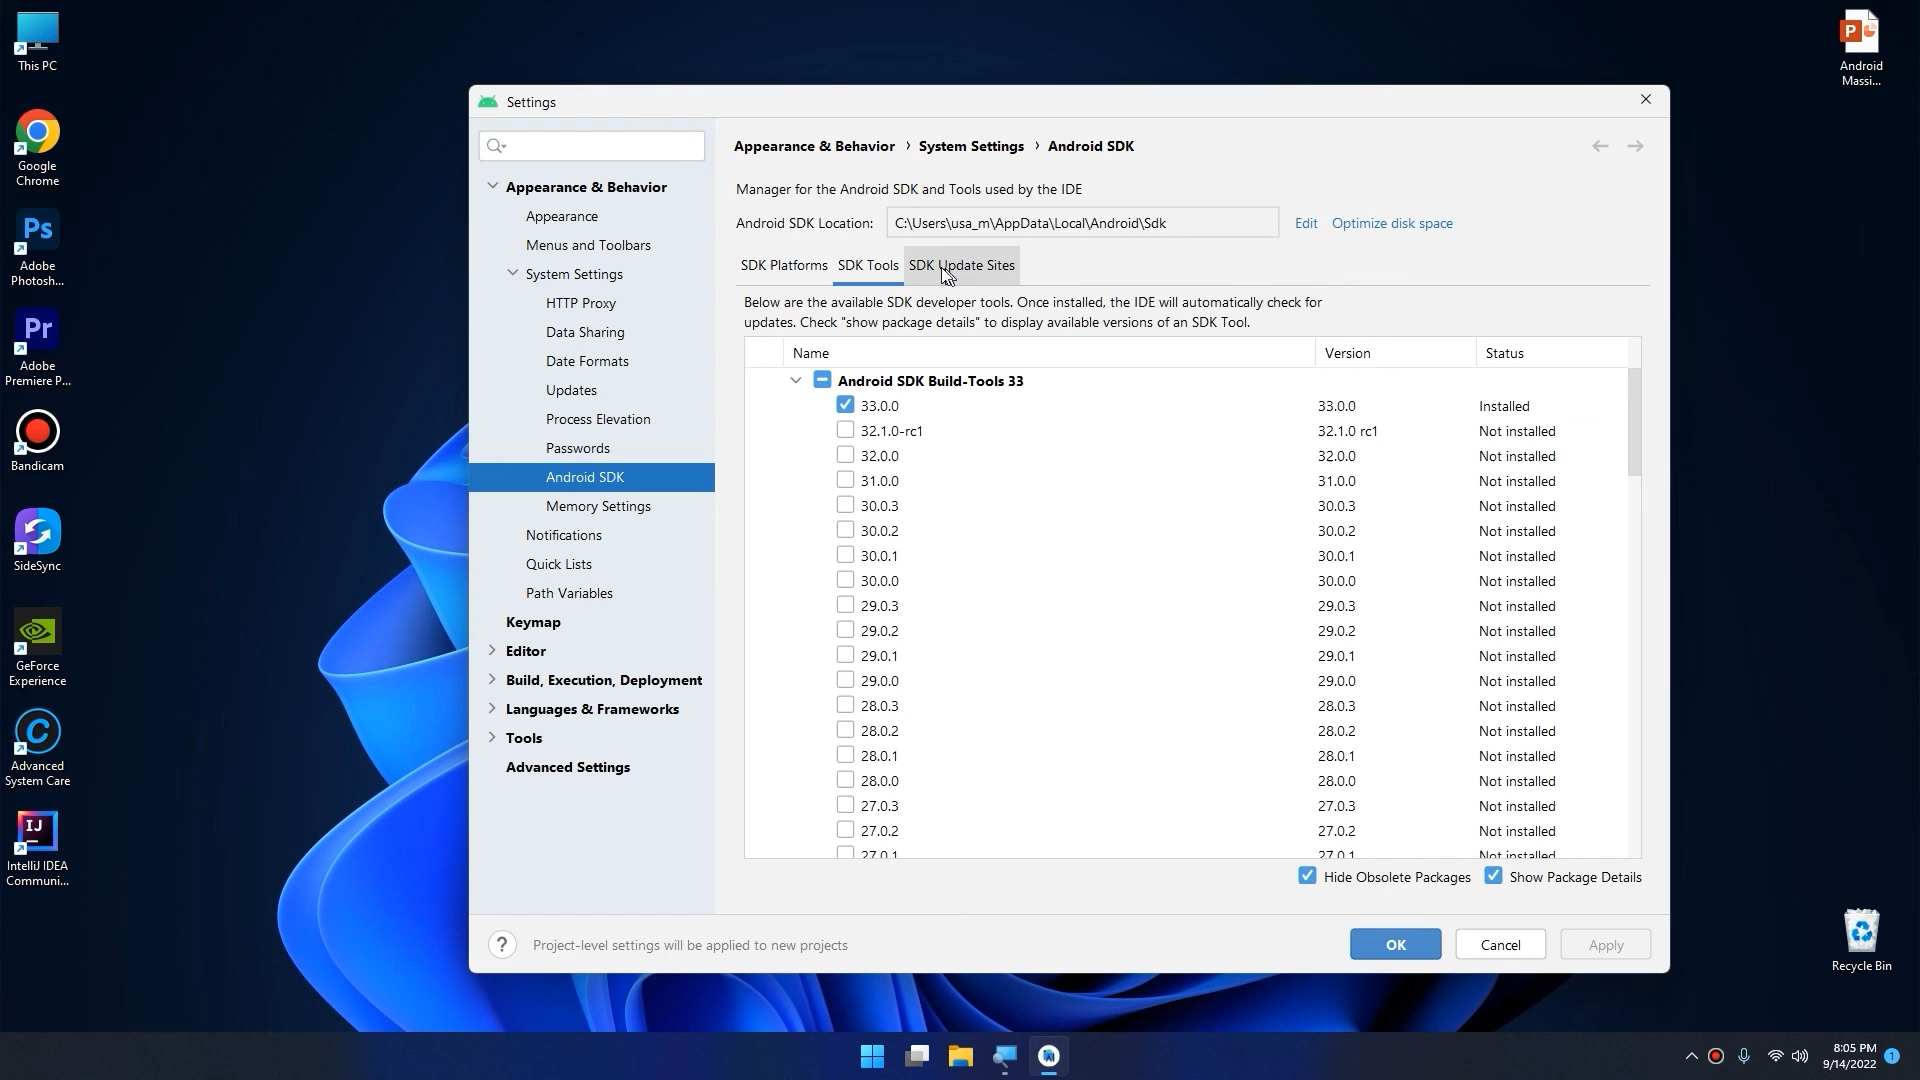 This PC
Google
Chrome
Ps
Adobe
Photosh...
Pr
Adobe
Premiere P...
Bandicam
SideSync
GeForce
Experience
C
Advanced
System Care
IJ
IntelliJ IDEA
Communi...
P
Android
Massi...
Recycle Bin
Settings
Appearance & Behavior
Appearance
Menus and Toolbars
System Settings
HTTP Proxy
Data Sharing
Date Formats
Updates
Process Elevation
Passwords
Android SDK
Memory Settings
Notifications
Quick Lists
Path Variables
Keymap
Editor
Build, Execution, Deployment
Languages & Frameworks
Tools
Advanced Settings
Appearance & Behavior › System Settings › Android SDK
Manager for the Android SDK and Tools used by the IDE
Android SDK Location: C:\Users\usa_m\AppData\Local\Android\Sdk Edit Optimize disk space
SDK Platforms SDK Tools SDK Update Sites
Below are the available SDK developer tools. Once installed, the IDE will automatically check for
updates. Check "show package details" to display available versions of an SDK Tool.
Name Version Status
Android SDK Build-Tools 33
33.0.0 33.0.0 Installed
32.1.0-rc1 32.1.0 rc1 Not installed
32.0.0 32.0.0 Not installed
31.0.0 31.0.0 Not installed
30.0.3 30.0.3 Not installed
30.0.2 30.0.2 Not installed
30.0.1 30.0.1 Not installed
30.0.0 30.0.0 Not installed
29.0.3 29.0.3 Not installed
29.0.2 29.0.2 Not installed
29.0.1 29.0.1 Not installed
29.0.0 29.0.0 Not installed
28.0.3 28.0.3 Not installed
28.0.2 28.0.2 Not installed
28.0.1 28.0.1 Not installed
28.0.0 28.0.0 Not installed
27.0.3 27.0.3 Not installed
27.0.2 27.0.2 Not installed
27.0.1 27.0.1 Not installed
Hide Obsolete Packages Show Package Details
? Project-level settings will be applied to new projects
OK Cancel Apply
8:05 PM
9/14/2022
1